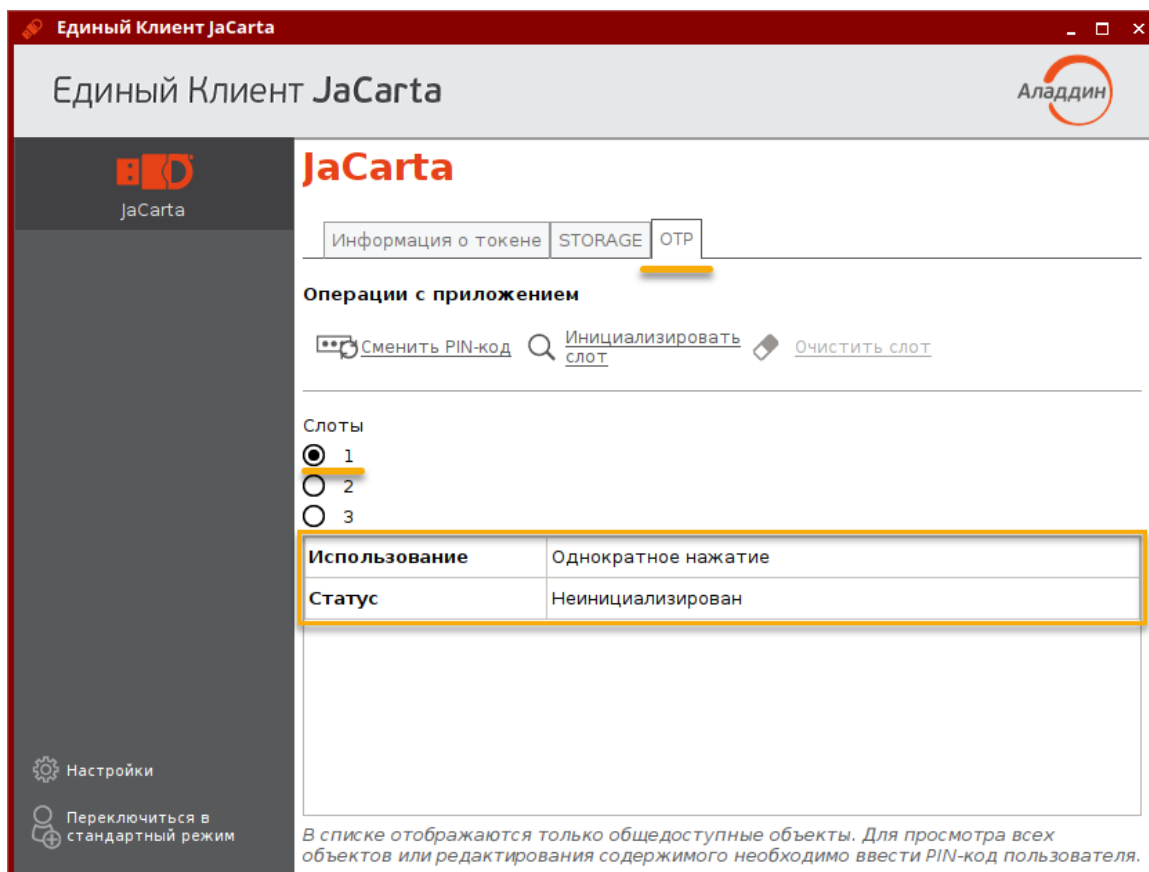 Единый Клиент JaCarta
Единый Клиент JaCarta
Аладдин
JaCarta
JaCarta
Информация о токене
STORAGE
OTP
Операции с приложением
Сменить PIN-код
Инициализировать
слот
Очистить слот
Слоты
1
2
3
Использование
Однократное нажатие
Статус
Неинициализирован
Настройки
Переключиться в
стандартный режим
В списке отображаются только общедоступные объекты. Для просмотра всех
объектов или редактирования содержимого необходимо ввести PIN-код пользователя.